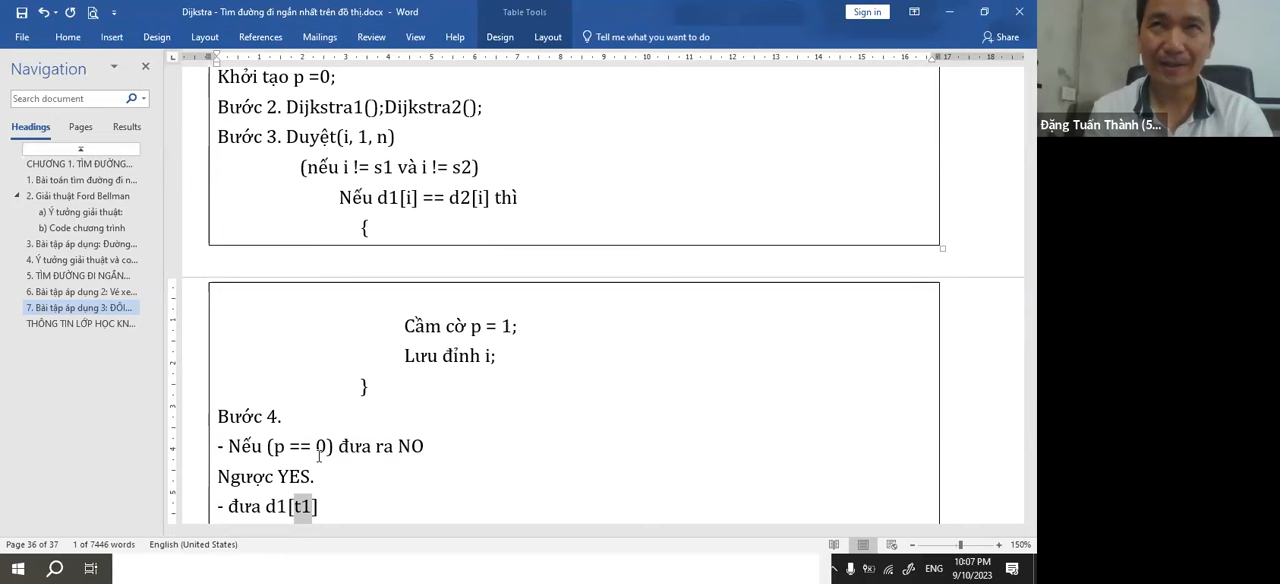 Dijkstra - Tìm đường đi ngắn nhất trên đồ thị.docx - Word
Table Tools
Sign in
File Home Insert Design Layout References Mailings Review View Help Design Layout Tell me what you want to do Share
Navigation
Search document
Headings Pages Results
CHƯƠNG 1. TÌM ĐƯỜNG...
1. Bài toán tìm đường đi n...
2. Giải thuật Ford Bellman
a) Ý tưởng giải thuật:
b) Code chương trình
3. Bài tập áp dụng: Đường...
4. Ý tưởng giải thuật và co...
5. TÌM ĐƯỜNG ĐI NGẮN...
6. Bài tập áp dụng 2: Vé xe...
7. Bài tập áp dụng 3: ĐÔI...
THÔNG TIN LỚP HỌC KN...
Khởi tạo p =0;
Bước 2. Dijkstra1();Dijkstra2();
Bước 3. Duyệt(i, 1, n)
(nếu i != s1 và i != s2)
Nếu d1[i] == d2[i] thì
{
Cầm cờ p = 1;
Lưu đỉnh i;
}
Bước 4.
- Nếu (p == 0) đưa ra NO
Ngược YES.
- đưa d1[t1]
Đặng Tuấn Thành (5...
Page 36 of 37 1 of 7446 words English (United States) 150%
ENG
10:07 PM
9/10/2023